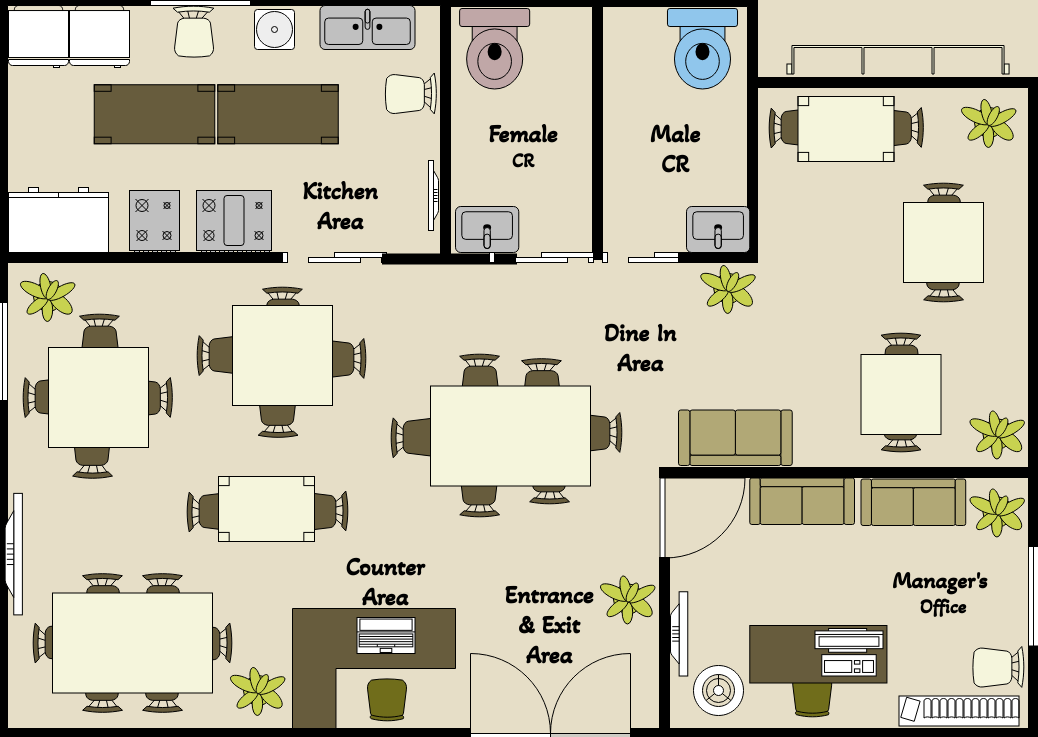 Female
CR
Male
CR
Kitchen
Area
Dine In
Area
Counter
Area
Entrance
& Exit
Area
Manager's
Office